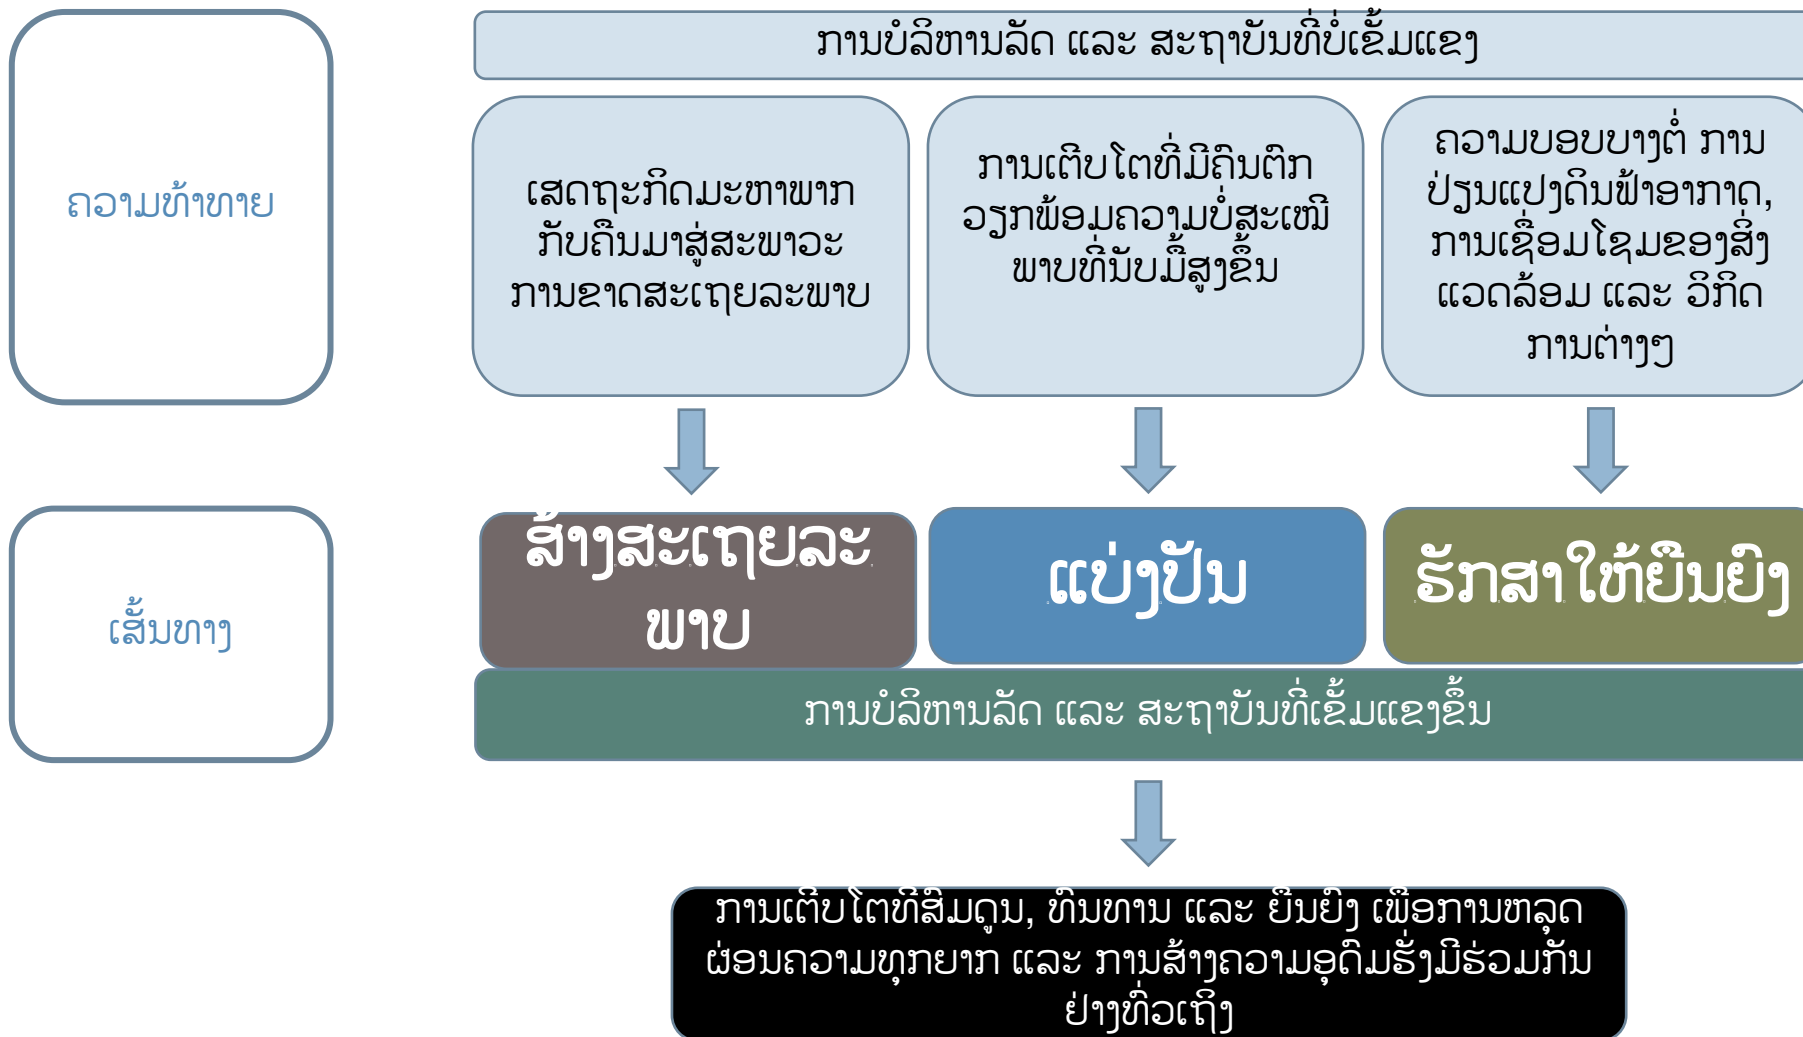 ການບໍລິຫານລັດ ແລະ ສະຖາບັນທີ່ບໍ່ເຂັ້ມແຂງ
ຄວາມທ້າທາຍ
ເສດຖະກິດມະຫາພາກ
ກັບຄືນມາສູ່ສະພາວະ
ການຂາດສະເຖຍລະພາບ
ການເຕີບໂຕທີ່ມີຄົນຕົກ
ວຽກພ້ອມຄວາມບໍ່ສະເໝີ
ພາບທີ່ນັບມື້ສູງຂຶ້ນ
ຄວາມບອບບາງຕໍ່ ການ
ປ່ຽນແປງດິນຟ້າອາກາດ,
ການເຊື່ອມໂຊມຂອງສິ່ງ
ແວດລ້ອມ ແລະ ວິກິດ
ການຕ່າງໆ
ເສັ້ນທາງ
ສ້າງສະເຖຍລະ
ພາບ
ແບ່ງປັນ
ຮັກສາໃຫ້ຍືນຍົງ
ການບໍລິຫານລັດ ແລະ ສະຖາບັນທີ່ເຂັ້ມແຂງຂຶ້ນ
ການເຕີບໂຕທີ່ສົມດູນ, ທົນທານ ແລະ ຍືນຍົງ ເພື່ອການຫລຸດ
ຜ່ອນຄວາມທຸກຍາກ ແລະ ການສ້າງຄວາມອຸດົມຮັ່ງມີຮ່ວມກັນ
ຢ່າງທົ່ວເຖິງ